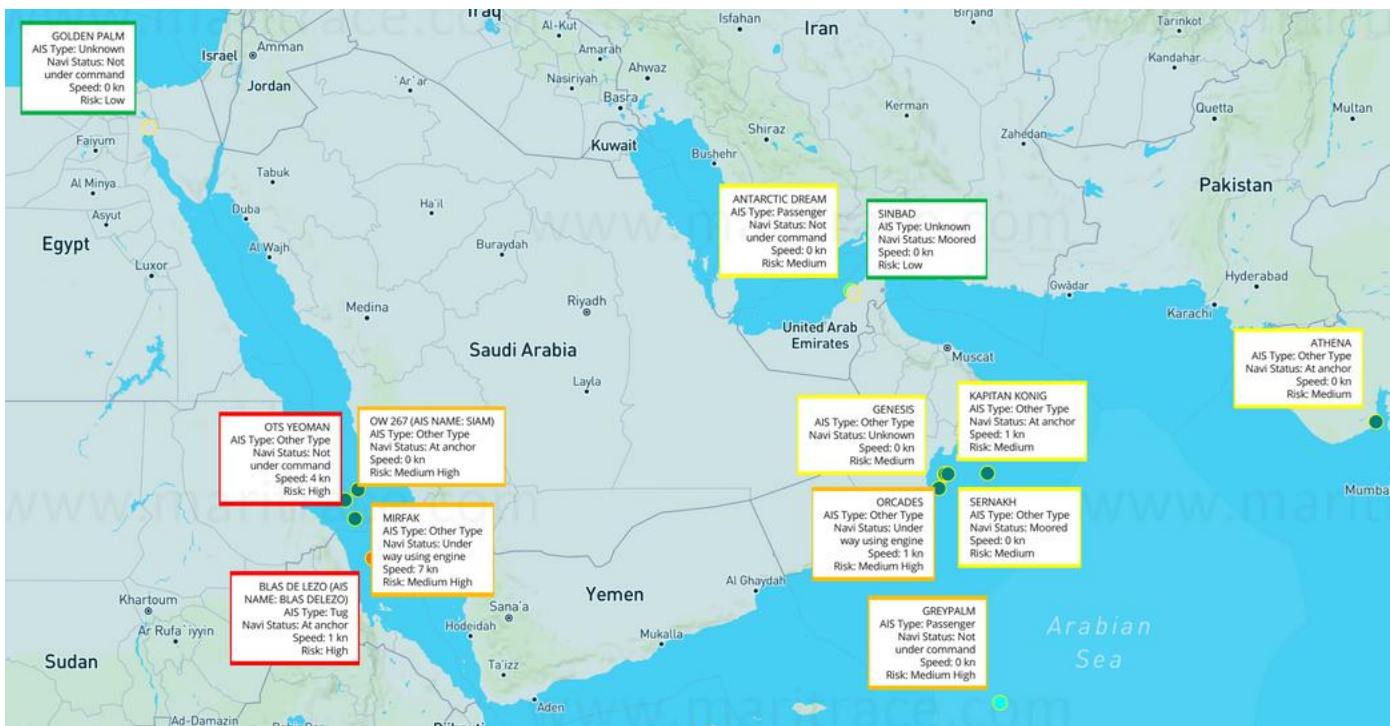 GOLDEN PALM
AIS Type: Unknown
Navi Status: Not
under command
Speed: 0 kn
Risk: Low
Israel
Amman
Jordan
Iraq
Al-Kut
Amarah
Nasiriyah
Basra
Ahwaz
Isfahan
Iran
Birjand
Tarinkot
Kandahar
Kerman
Quetta
Multan
Zahedan
Shiraz
Bushehr
Kuwait
'Ar'ar
Faiyum
Al Minya
Asyut
Egypt
Luxor
Tabuk
Duba
Al Wajh
Ha'il
Buraydah
Medina
Riyadh
Saudi Arabia
Layla
ANTARCTIC DREAM
AIS Type: Passenger
Navi Status: Not
under command
Speed: 0 kn
Risk: Medium
SINBAD
AIS Type: Unknown
Navi Status: Moored
Speed: 0 kn
Risk: Low
Pakistan
Hyderabad
Gwādar
Karachi
United Arab
Emirates
Muscat
ATHENA
AIS Type: Other Type
Navi Status: At anchor
Speed: 0 kn
Risk: Medium
OTS YEOMAN
AIS Type: Other Type
Navi Status: Not
under command
Speed: 4 kn
Risk: High
OW 267 (AIS NAME: SIAM)
AIS Type: Other Type
Navi Status: At anchor
Speed: 0 kn
Risk: Medium High
GENESIS
AIS Type: Other Type
Navi Status: Unknown
Speed: 0 kn
Risk: Medium
KAPITAN KONIG
AIS Type: Other Type
Navi Status: At anchor
Speed: 1 kn
Risk: Medium
MIRFAK
AIS Type: Other Type
Navi Status: Under
way using engine
Speed: 7 kn
Risk: Medium High
ORCADES
AIS Type: Other Type
Navi Status: Under
way using engine
Speed: 1 kn
Risk: Medium High
SERNAKH
AIS Type: Other Type
Navi Status: Moored
Speed: 0 kn
Risk: Medium
BLAS DE LEZO (AIS
NAME: BLAS DELEZO)
AIS Type: Tug
Navi Status: At anchor
Speed: 1 kn
Risk: High
Khartoum
Ar Rufa`iyyin
Sudan
Ad-Damazin
Sana'a
Hodeidah
Ta'izz
Aden
Yemen
Mukalla
Al Ghaydah
GREYPALM
AIS Type: Passenger
Navi Status: Not
under command
Speed: 0 kn
Risk: Medium High
Arabian
Sea
www.maritrace.com